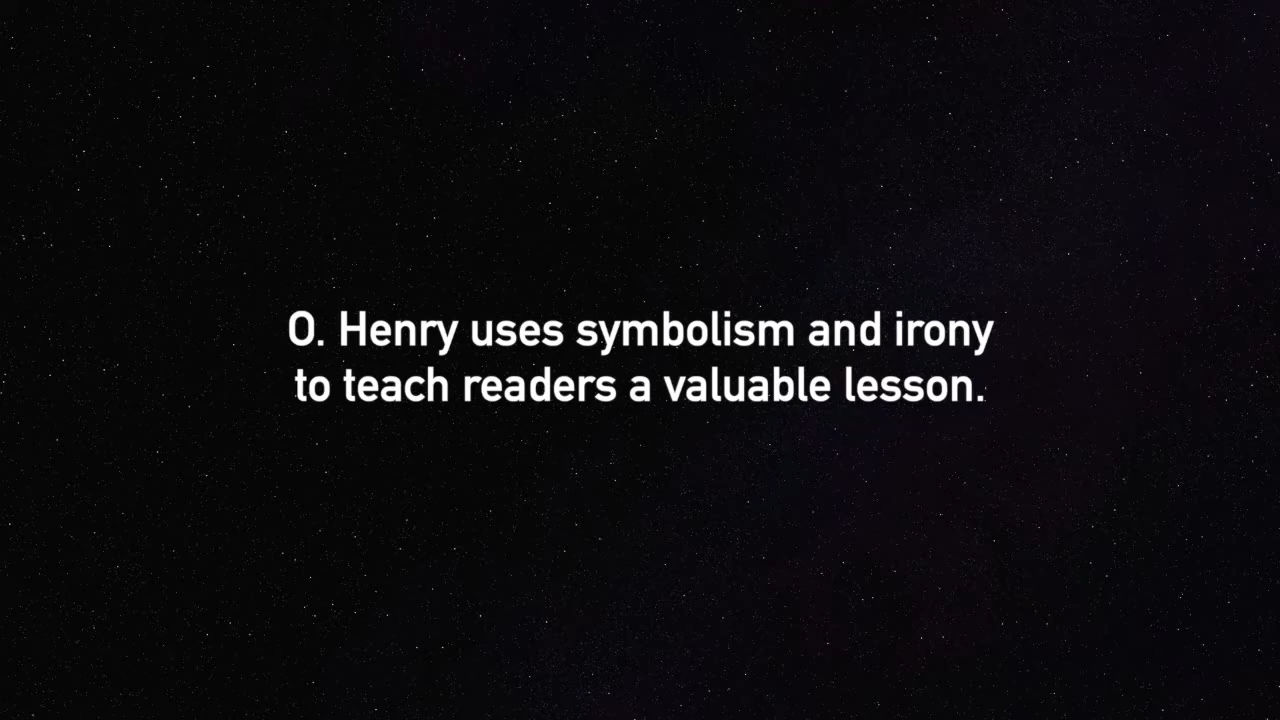 O. Henry uses symbolism and irony
to teach readers a valuable lesson.